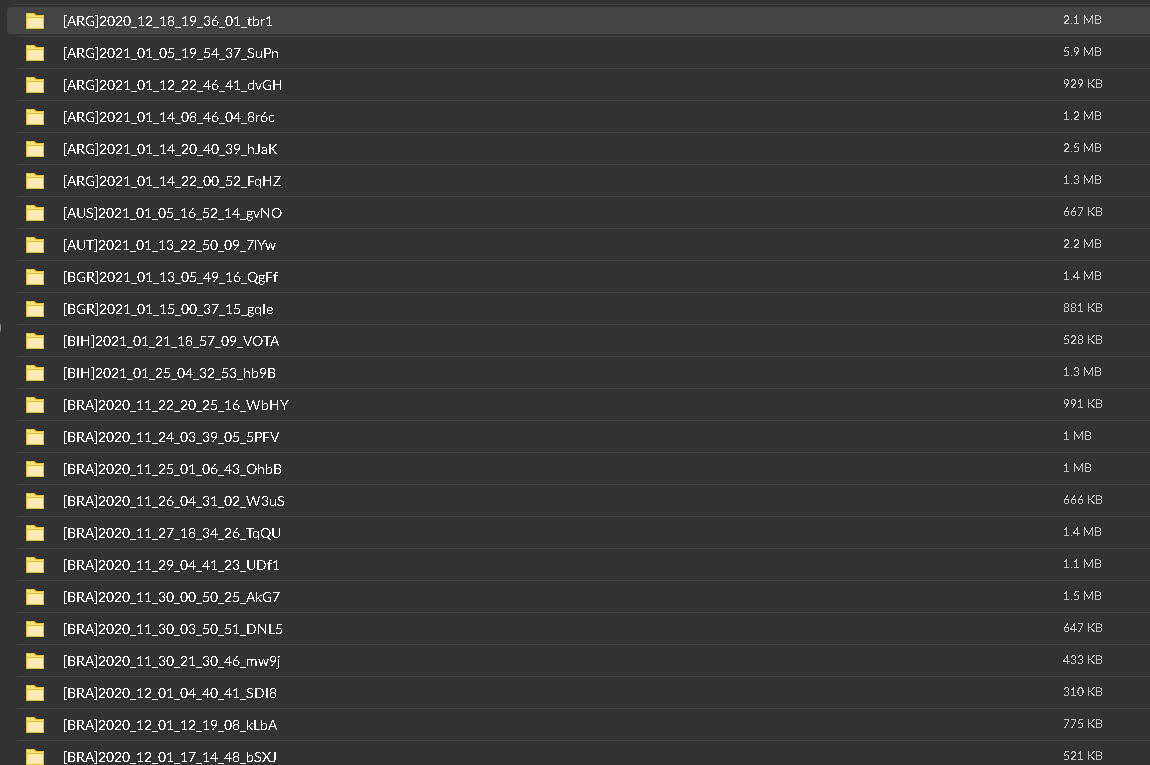 [ARG]2020_12_18_19_36_01_tbr1 2.1 MB
[ARG]2021_01_05_19_54_37_SuPn 5.9 MB
[ARG]2021_01_12_22_46_41_dvGH 929 KB
[ARG]2021_01_14_08_46_04_8r6c 1.2 MB
[ARG]2021_01_14_20_40_39_hJaK 2.5 MB
[ARG]2021_01_14_22_00_52_FqHZ 1.3 MB
[AUS]2021_01_05_16_52_14_gvNO 667 KB
[AUT]2021_01_13_22_50_09_7lYw 2.2 MB
[BGR]2021_01_13_05_49_16_QgFf 1.4 MB
[BGR]2021_01_15_00_37_15_gqIe 881 KB
[BIH]2021_01_21_18_57_09_VOTA 528 KB
[BIH]2021_01_25_04_32_53_hb9B 1.3 MB
[BRA]2020_11_22_20_25_16_WbHY 991 KB
[BRA]2020_11_24_03_39_05_5PFV 1 MB
[BRA]2020_11_25_01_06_43_OhbB 1 MB
[BRA]2020_11_26_04_31_02_W3uS 666 KB
[BRA]2020_11_27_18_34_26_TqQU 1.4 MB
[BRA]2020_11_29_04_41_23_UDf1 1.1 MB
[BRA]2020_11_30_00_50_25_AkG7 1.5 MB
[BRA]2020_11_30_03_50_51_DNL5 647 KB
[BRA]2020_11_30_21_30_46_mw9j 433 KB
[BRA]2020_12_01_04_40_41_SDI8 310 KB
[BRA]2020_12_01_12_19_08_kLbA 775 KB
[BRA]2020_12_01_17_14_48_bSXJ 521 KB